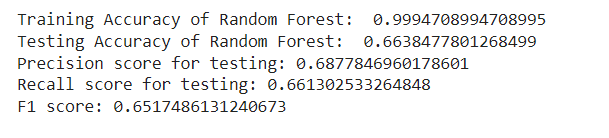 Training Accuracy of Random Forest:  0.9994708994708995
Testing Accuracy of Random Forest:  0.6638477801268499
Precision score for testing: 0.6877846960178601
Recall score for testing: 0.661302533264848
F1 score: 0.6517486131240673